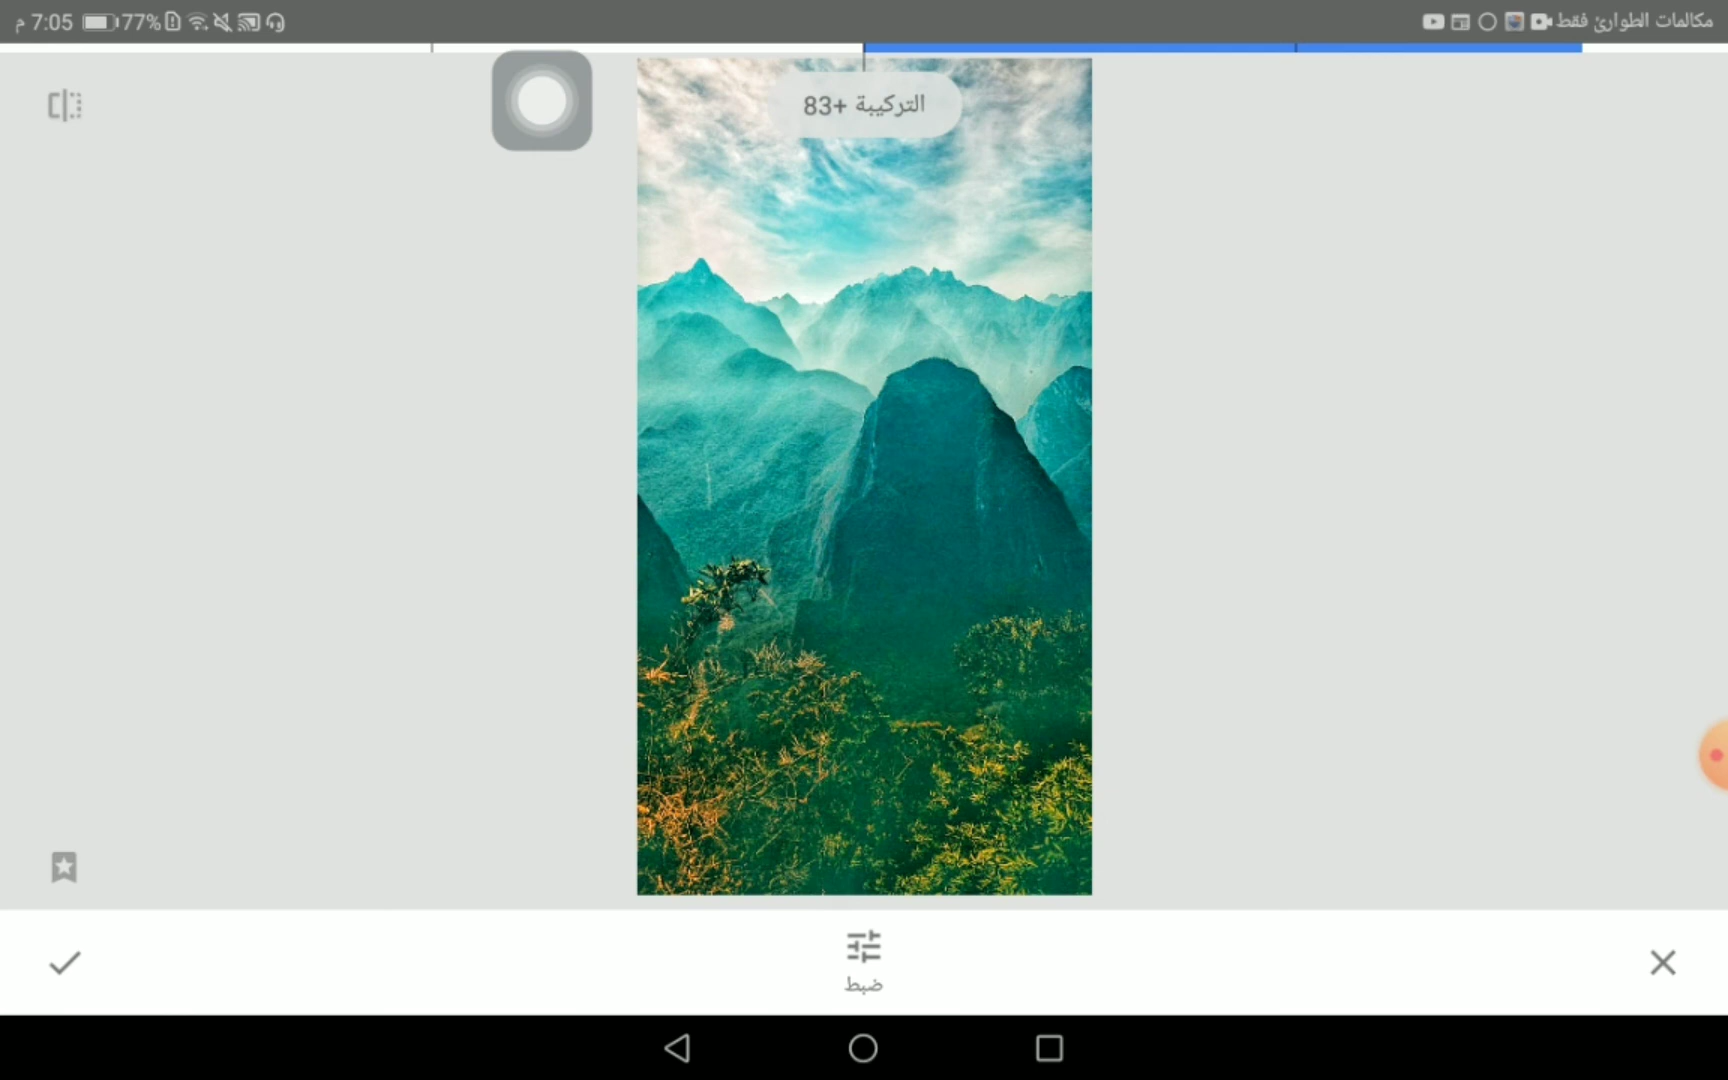 7:05 م
77%
مكالمات الطوارئ فقط
التركيبة +83
ضبط